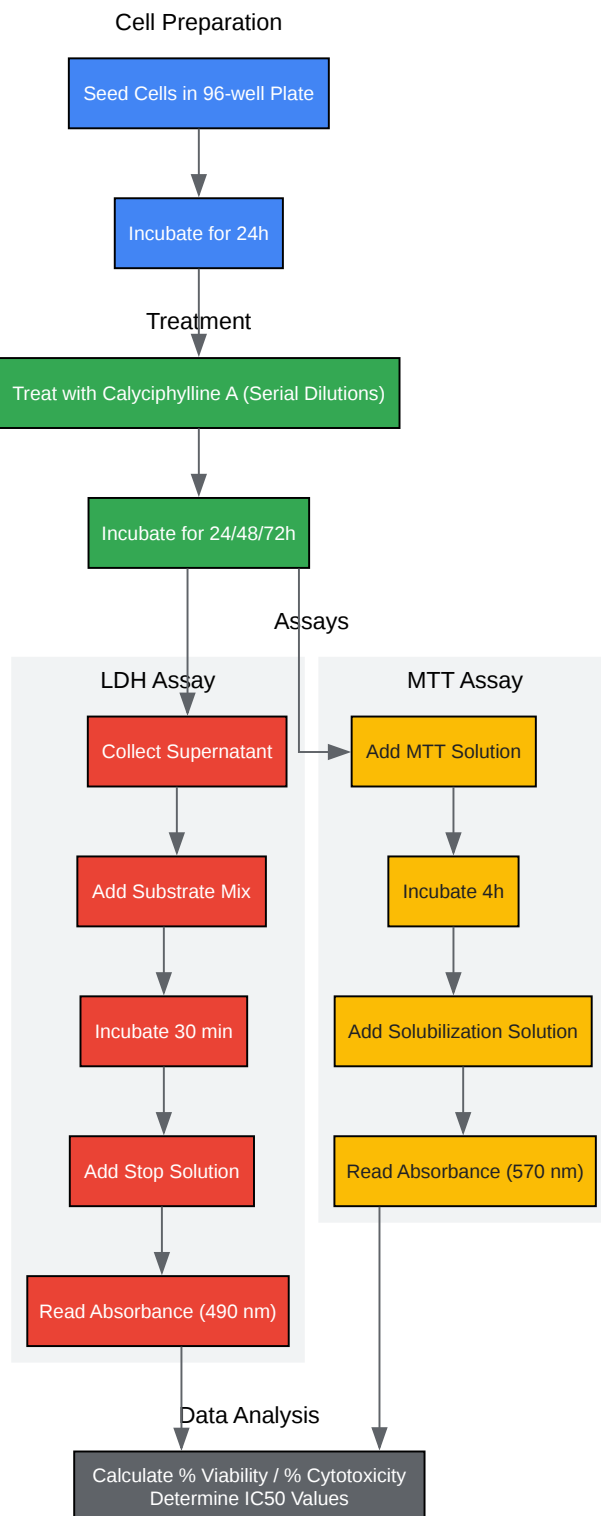 Cell Preparation
Seed Cells in 96-well Plate
Incubate for 24h
Treatment
Treat with Calyciphylline A (Serial Dilutions)
Incubate for 24/48/72h
Assays
LDH Assay
Collect Supernatant
Add Substrate Mix
Incubate 30 min
Add Stop Solution
Read Absorbance (490 nm)
MTT Assay
Add MTT Solution
Incubate 4h
Add Solubilization Solution
Read Absorbance (570 nm)
Data Analysis
Calculate % Viability / % Cytotoxicity
Determine IC50 Values